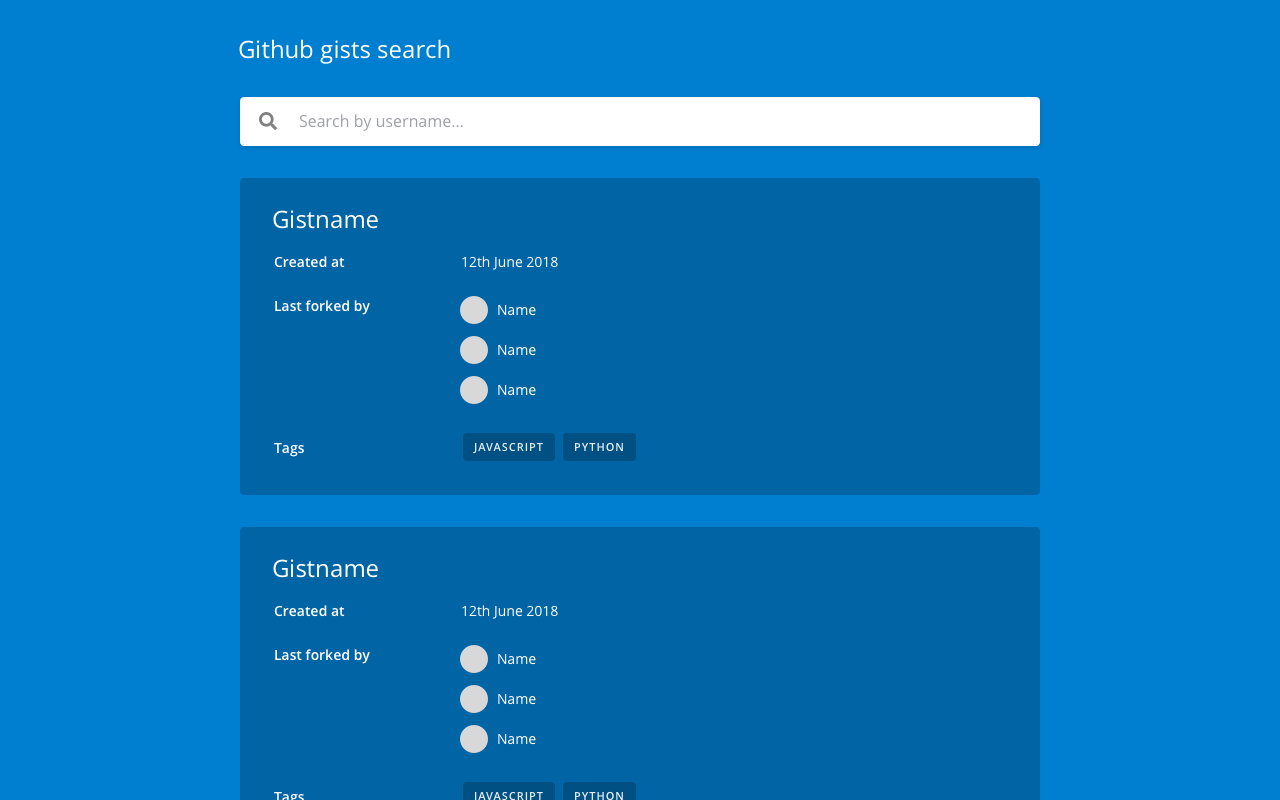 Github gists search
Search by username...
Gistname
Created at 12th June 2018
Last forked by Name
Name
Name
Tags JAVASCRIPT PYTHON
Gistname
Created at 12th June 2018
Last forked by Name
Name
Name
Tags JAVASCRIPT PYTHON